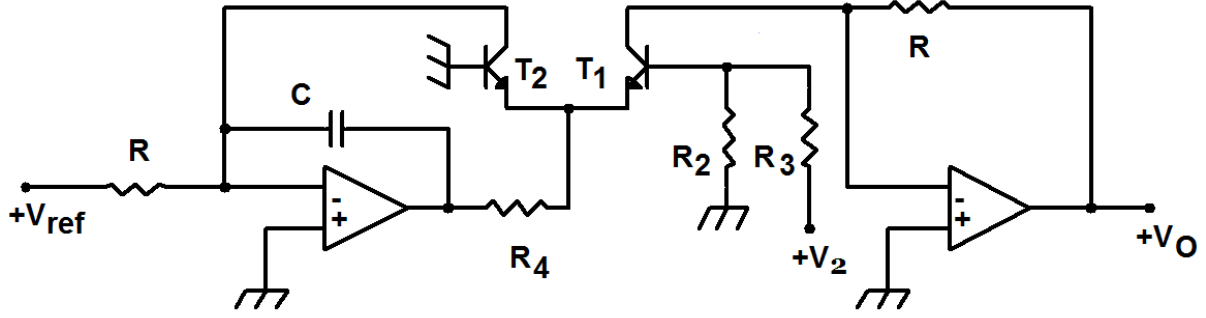 R
T2 T1
C
R
R2 R3
-
+
-
+
+Vref
R4
+V2
+VO